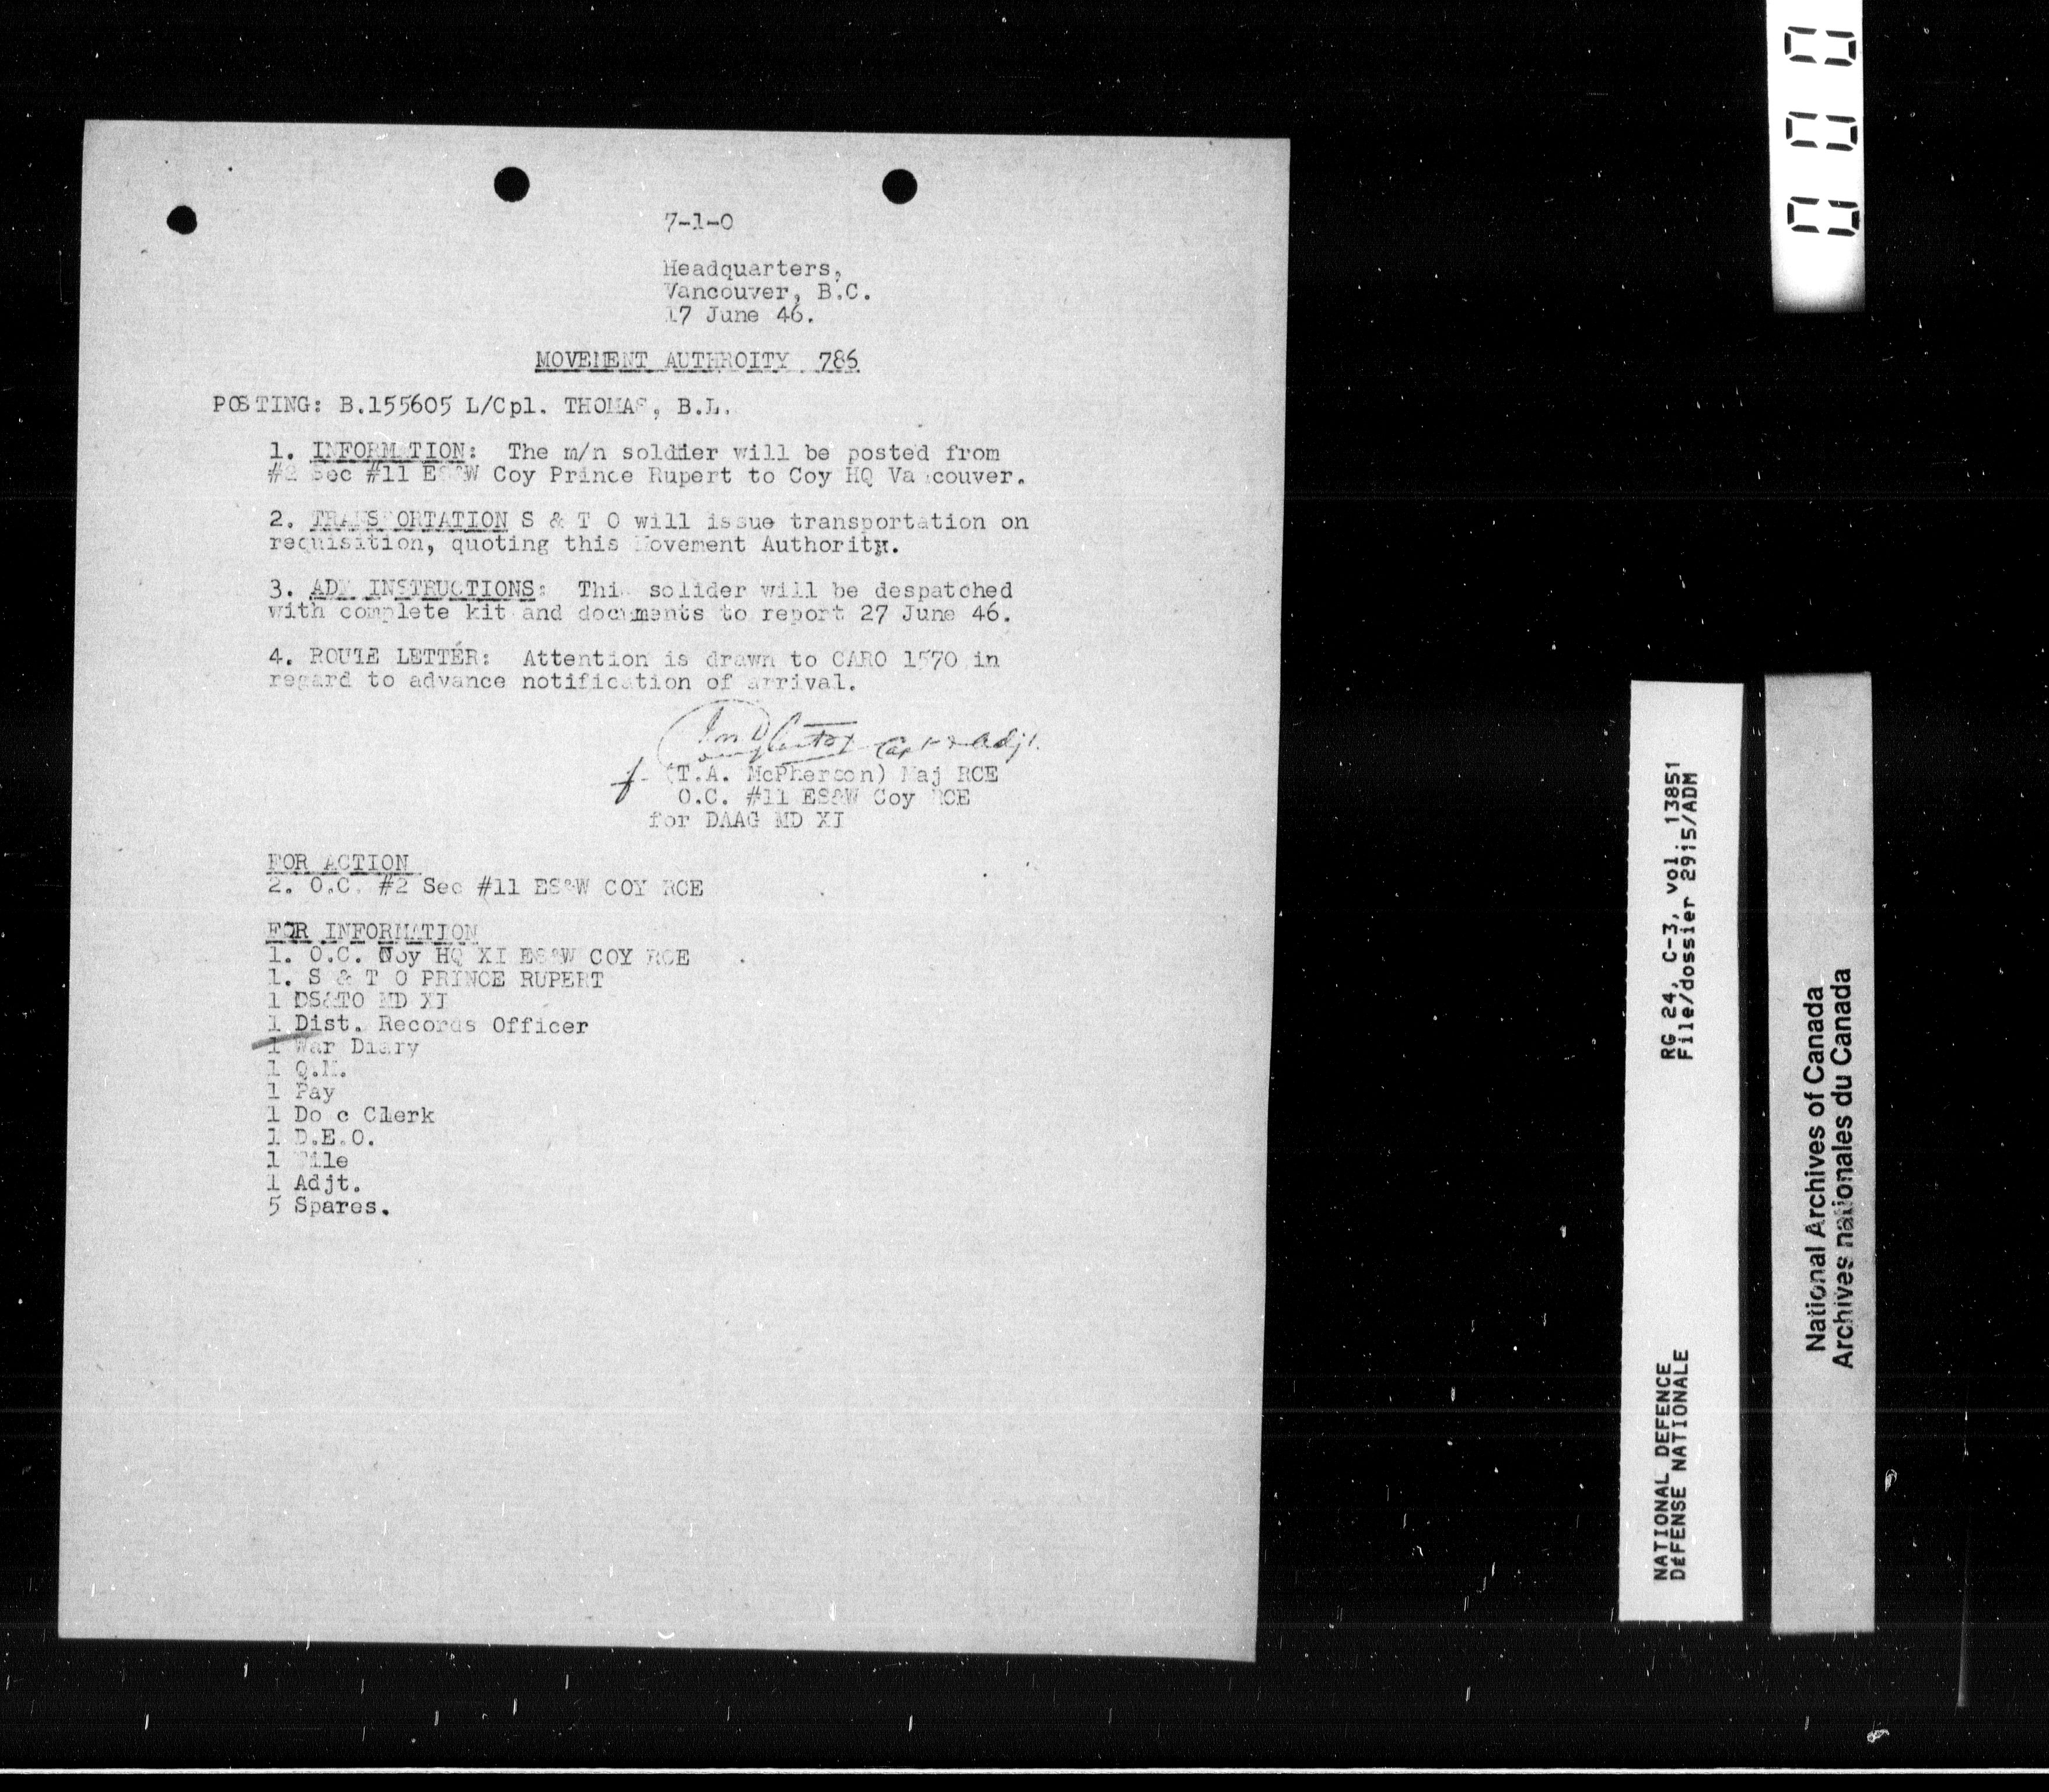 7-1-0
Headquarters,
Vancouver, B.C.
17 June 46.
MOVEMENT AUTHROITY 786
POSTING: B.155605 L/Cpl. THOMAS, B.L.
1. INFORMATION: The m/n soldier will be posted from
#2 Sec #11 ES&W Coy Prince Rupert to Coy HQ Vancouver.
2. TRANSPORTATION S & T O will issue transportation on
requisition, quoting this Movement Authority.
3. ADM INSTRUCTIONS: This solider will be despatched
with complete kit and documents to report 27 June 46.
4. ROUTE LETTER: Attention is drawn to CARO 1570 in
regard to advance notification of arrival.
Capt & Adjt.
f- (T.A. McPherson) Maj RCE
O.C. #11 ES&W Coy RCE
for DAAG MD XI
FOR ACTION
2. O.C. #2 Sec #11 ES&W COY RCE
FOR INFORMATION
1. O.C. Coy HQ XI ES&W COY RCE
1. S & T O PRINCE RUPERT
1 DS&TO MD XI
1 Dist. Records Officer
1 War Diary
1 Q.M.
1 Pay
1 Do c Clerk
1 D.E.O.
1 File
1 Adjt.
5 Spares.
000
RG 24, C-3, vol. 13851
File/dossier 2915/ADM
NATIONAL DEFENCE
DéFENSE NATIONALE
National Archives of Canada
Archives nationales du Canada